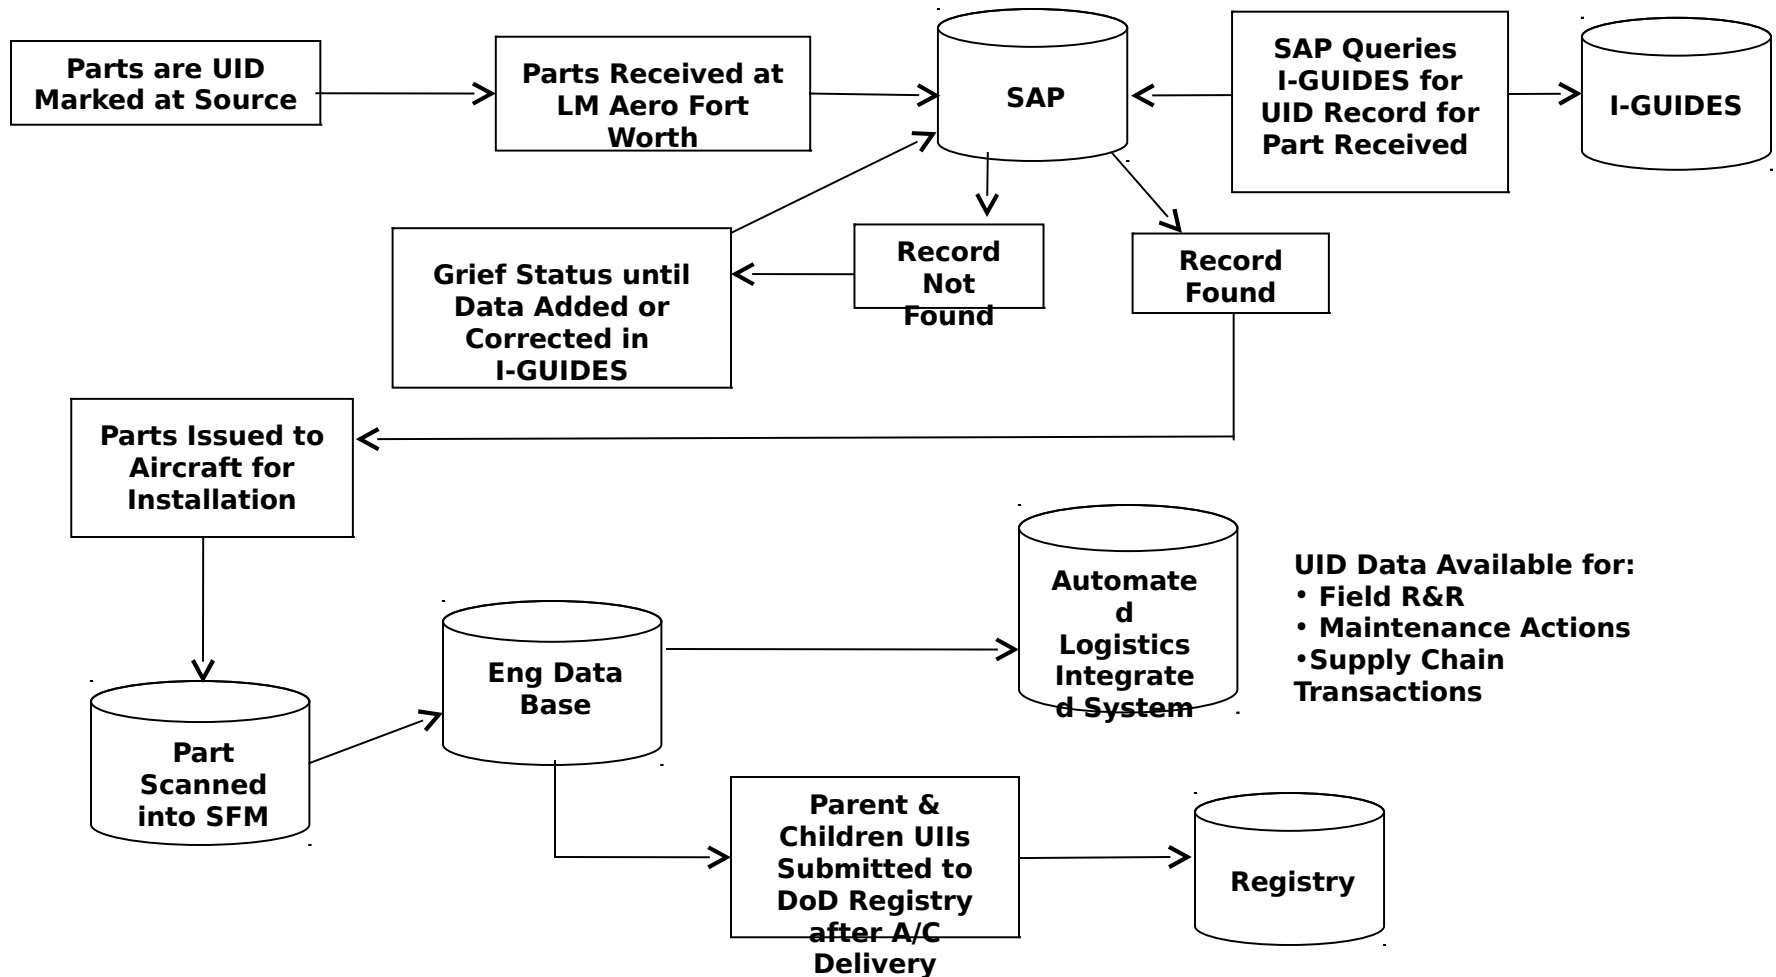 Parts are UID
Marked at Source
Parts Received at
LM Aero Fort
Worth
SAP
SAP Queries
I-GUIDES for
UID Record for
Part Received
I-GUIDES
Grief Status until
Data Added or
Corrected in
I-GUIDES
Record
Not
Found
Record
Found
Parts Issued to
Aircraft for
Installation
Part
Scanned
into SFM
Eng Data
Base
Automate
d
Logistics
Integrate
d System
UID Data Available for:
• Field R&R
• Maintenance Actions
•Supply Chain
Transactions
Parent &
Children UIIs
Submitted to
DoD Registry
after A/C
Delivery
Registry